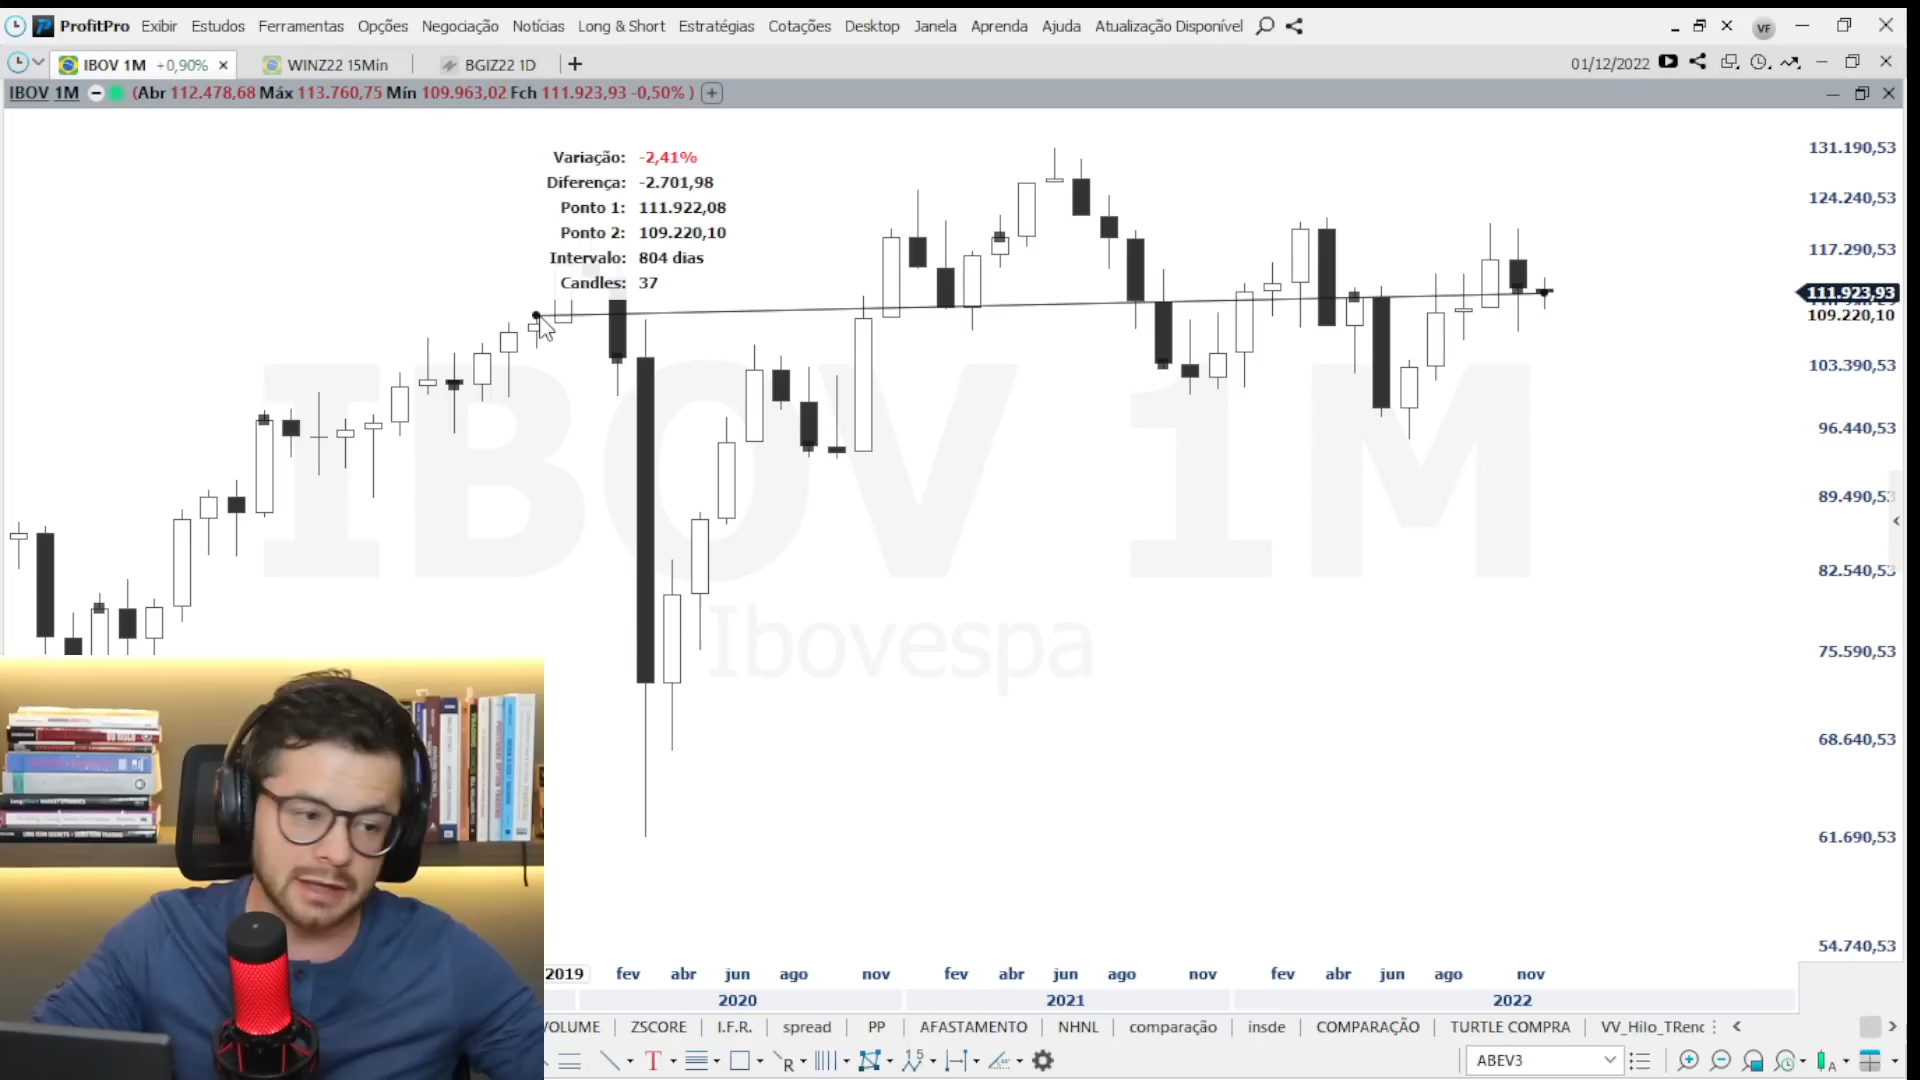 ProfitPro Exibir Estudos Ferramentas Opções Negociação Notícias Long & Short Estratégias Cotações Desktop Janela Aprenda Ajuda Atualização Disponível VF
IBOV 1M +0,90% WINZ22 15Min BGIZ22 1D 01/12/2022
IBOV 1M (Abr 112.478,68 Máx 113.760,75 Mín 109.963,02 Fch 111.923,93 -0,50% )
Variação: -2,41%
Diferença: -2.701,98
Ponto 1: 111.922,08
Ponto 2: 109.220,10
Intervalo: 804 dias
Candles: 37
131.190,53
124.240,53
117.290,53
111.923,93
109.220,10
103.390,53
96.440,53
89.490,53
82.540,53
75.590,53
68.640,53
61.690,53
54.740,53
IBOV 1M
Ibovespa
2019 fev abr jun ago nov fev abr jun ago nov fev abr jun ago nov
2020 2021 2022
VOLUME ZSCORE I.F.R. spread PP AFASTAMENTO NHNL comparação insde COMPARAÇÃO TURTLE COMPRA VV_Hilo_TRenc
ABEV3